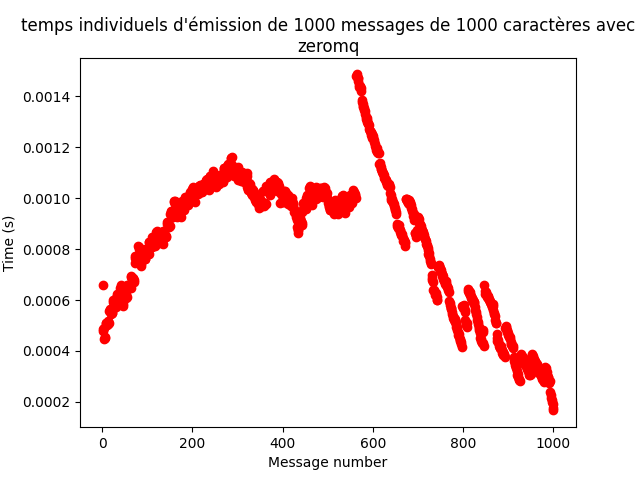 temps individuels d'émission de 1000 messages de 1000 caractères avec
zeromq
0.0014
0.0012
0.0010
0.0008
0.0006
0.0004
0.0002
Time (s)
0 200 400 600 800 1000
Message number